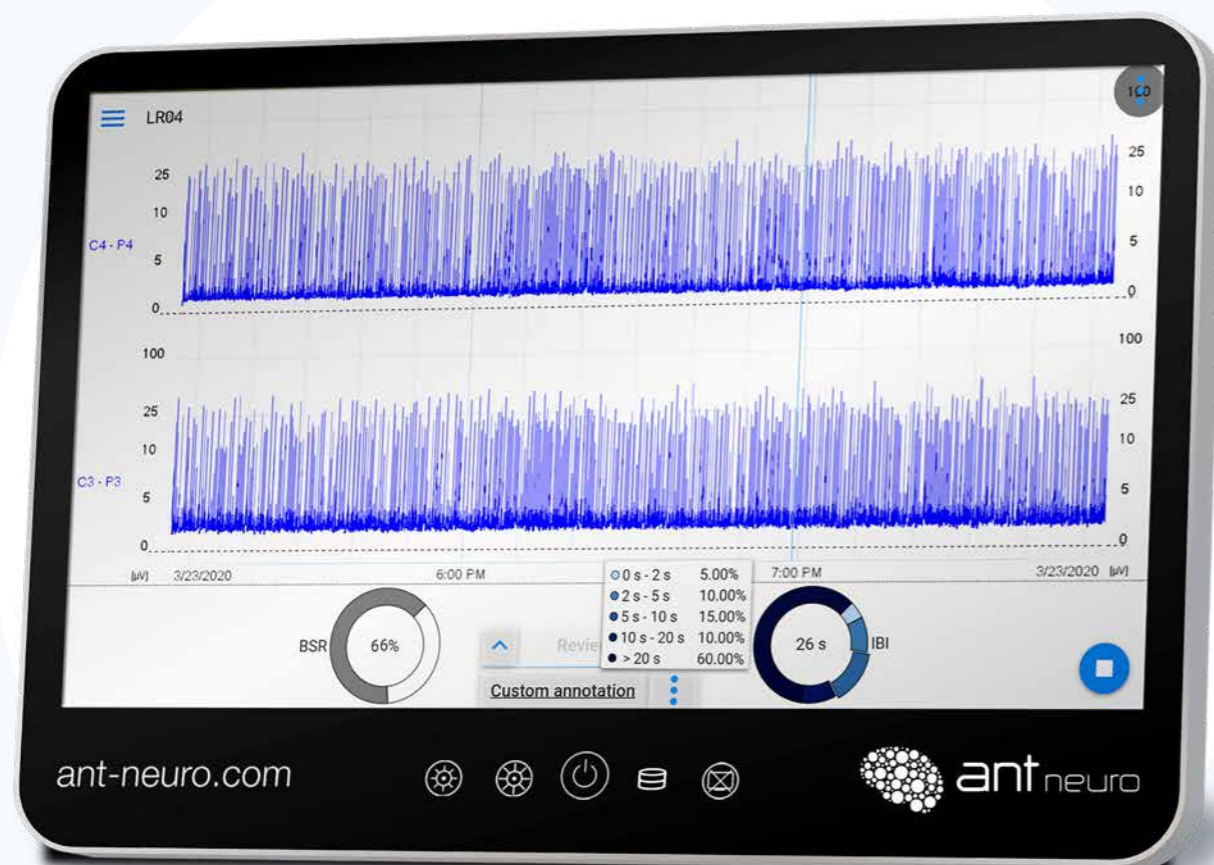 LR04
100
25 25
10 10
C4 - P4
5 5
0 0
100 100
25 25
10 10
C3 - P3
5 5
0 0
[µV] 3/23/2020 6:00 PM 7:00 PM 3/23/2020 [µV]
0 s - 2 s 5.00%
2 s - 5 s 10.00%
5 s - 10 s 15.00%
10 s - 20 s 10.00%
> 20 s 60.00%
BSR 66% Revie 26 s IBI
Custom annotation
ant-neuro.com ant neuro